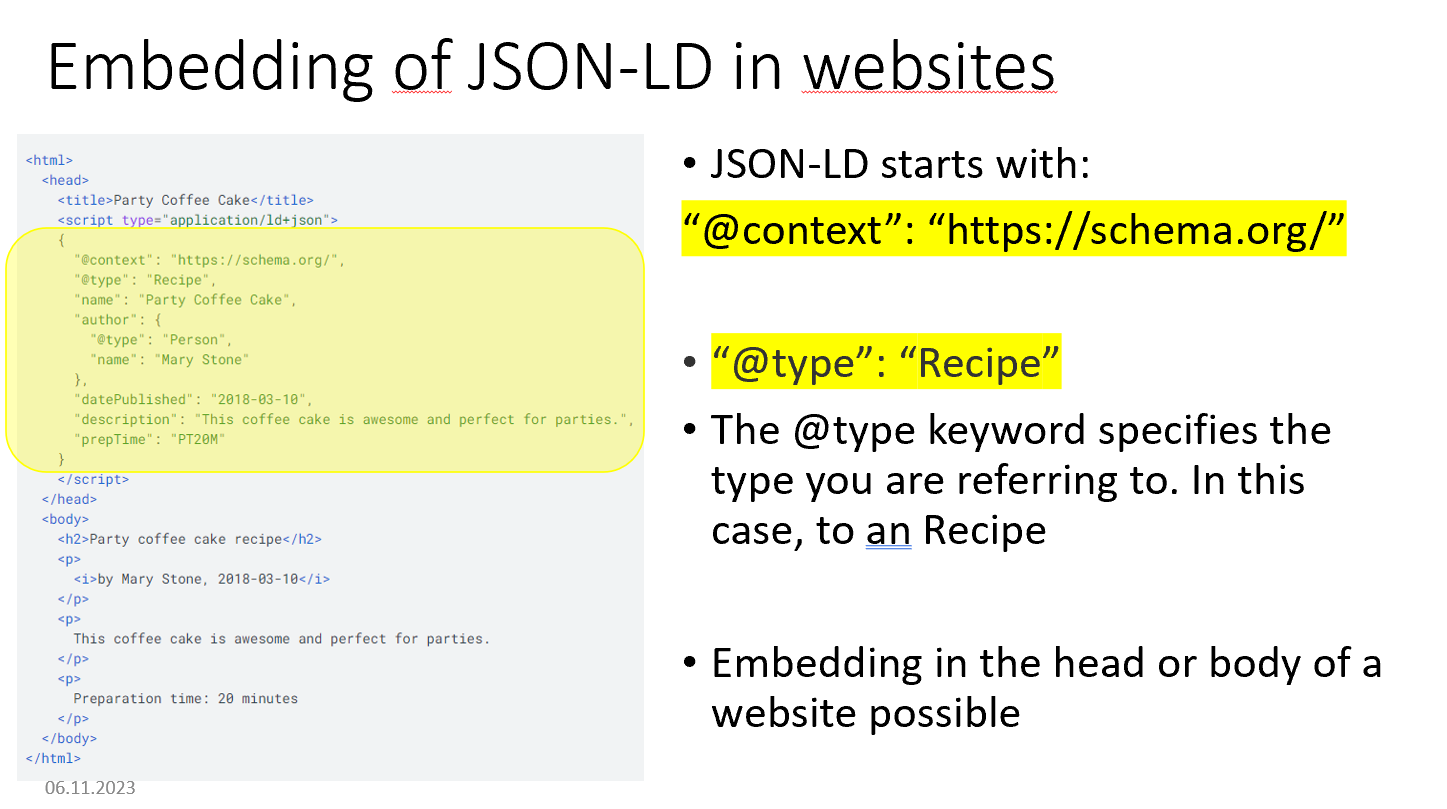 Embedding of JSON-LD in websites
<html>
<head>
<title>Party Coffee Cake</title>
<script type="application/ld+json">
{
"@context": "https://schema.org/",
"@type": "Recipe",
"name": "Party Coffee Cake",
"author": {
"@type": "Person",
"name": "Mary Stone"
},
"datePublished": "2018-03-10",
"description": "This coffee cake is awesome and perfect for parties.",
"prepTime": "PT20M"
}
</script>
</head>
<body>
<h2>Party coffee cake recipe</h2>
<p>
<i>by Mary Stone, 2018-03-10</i>
</p>
<p>
This coffee cake is awesome and perfect for parties.
</p>
<p>
Preparation time: 20 minutes
</p>
</body>
</html>
• JSON-LD starts with:
“@context”: “https://schema.org/”
• “@type”: “Recipe”
• The @type keyword specifies the
type you are referring to. In this
case, to an Recipe
• Embedding in the head or body of a
website possible
06.11.2023